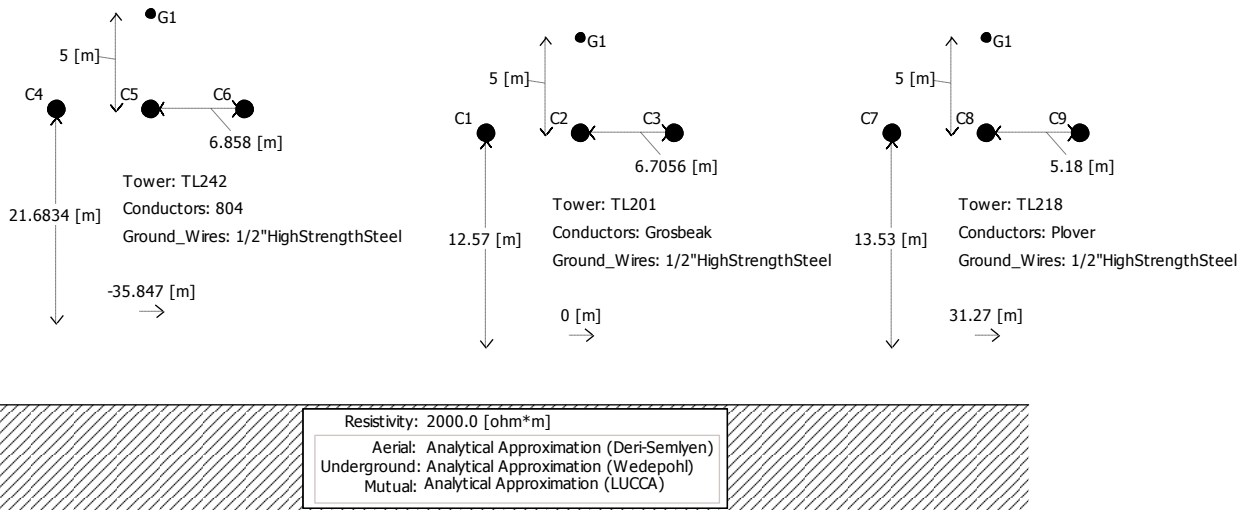 G1
5 [m]
C4
C5
C6
6.858 [m]
21.6834 [m]
Tower: TL242
Conductors: 804
Ground_Wires: 1/2"HighStrengthSteel
-35.847 [m]
G1
5 [m]
C1
C2
C3
6.7056 [m]
12.57 [m]
Tower: TL201
Conductors: Grosbeak
Ground_Wires: 1/2"HighStrengthSteel
0 [m]
G1
5 [m]
C7
C8
C9
5.18 [m]
13.53 [m]
Tower: TL218
Conductors: Plover
Ground_Wires: 1/2"HighStrengthSteel
31.27 [m]
Resistivity: 2000.0 [ohm*m]
Aerial: Analytical Approximation (Deri-Semlyen)
Underground: Analytical Approximation (Wedepohl)
Mutual: Analytical Approximation (LUCCA)